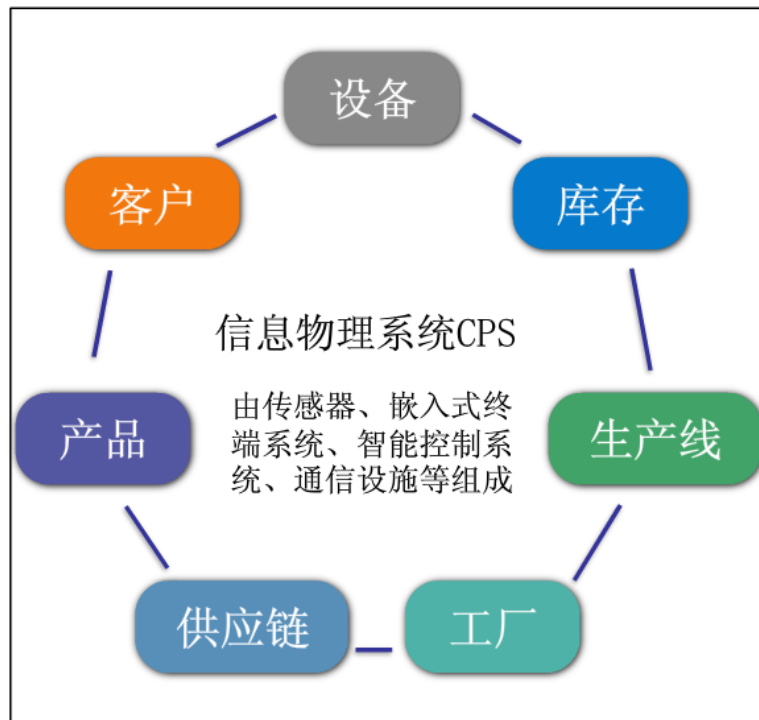 设备
客户
库存
信息物理系统CPS
由传感器、嵌入式终
端系统、智能控制系
统、通信设施等组成
产品
生产线
供应链
工厂